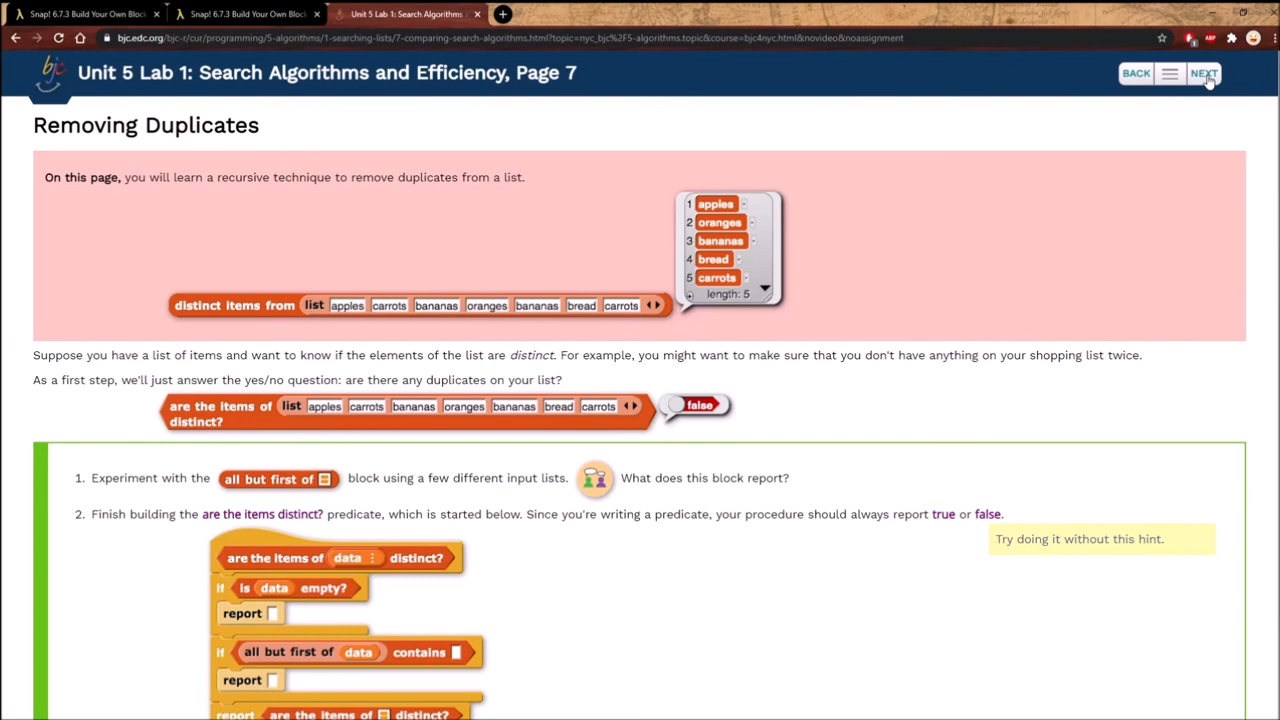 Snap! 6.7.3 Build Your Own Bloc
Snap! 6.7.3 Build Your Own Block
Unit 5 Lab 1: Search Algorithms an
bjc.edc.org/bjc-r/cur/programming/5-algorithms/1-searching-lists/7-comparing-search-algorithms.html?topic=nyc_bjc%2F5-algorithms.topic&course=bjc4nyc.html&novideo&noassignment
ABP
bjc
Unit 5 Lab 1: Search Algorithms and Efficiency, Page 7
BACK
NEXT
Removing Duplicates
On this page, you will learn a recursive technique to remove duplicates from a list.
1 apples
2 oranges
3 bananas
4 bread
5 carrots
length: 5
distinct items from list apples carrots bananas oranges bananas bread carrots
Suppose you have a list of items and want to know if the elements of the list are distinct. For example, you might want to make sure that you don't have anything on your shopping list twice.
As a first step, we'll just answer the yes/no question: are there any duplicates on your list?
are the items of list apples carrots bananas oranges bananas bread carrots
distinct?
false
1. Experiment with the all but first of block using a few different input lists. What does this block report?
2. Finish building the are the items distinct? predicate, which is started below. Since you're writing a predicate, your procedure should always report true or false.
Try doing it without this hint.
are the items of data distinct?
if is data empty?
report
if all but first of data contains
report
report are the items of distinct?